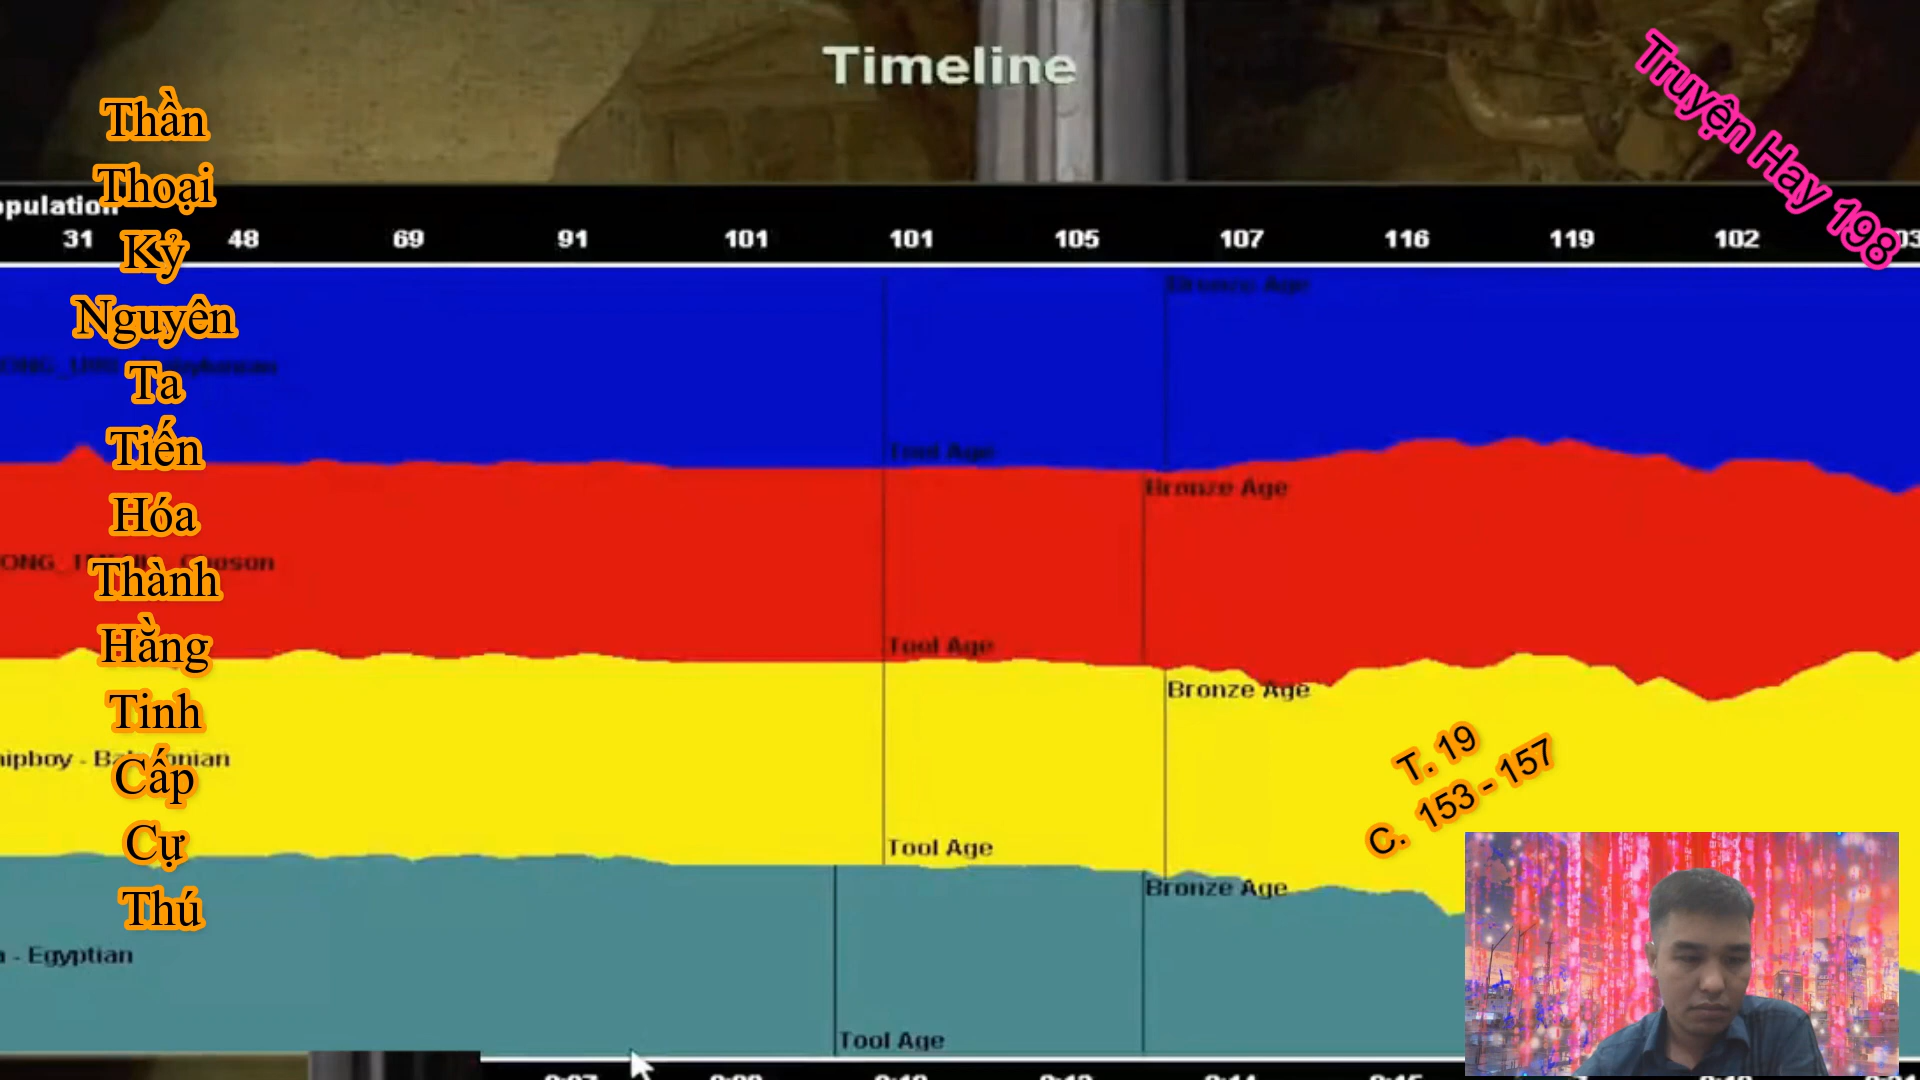 Timeline
Truyện Hay 198
Thần
Thoại
Kỷ
Nguyên
Ta
Tiến
Hóa
Thành
Hằng
Tinh
Cấp
Cự
Thú
opulation
31 48 69 91 101 101 105 107 116 119 102 03
Bronze Age
Tool Age
Bronze Age
Tool Age
Bronze Age
Tool Age
Bronze Age
- Egyptian
Tool Age
T. 19
C. 153 - 157